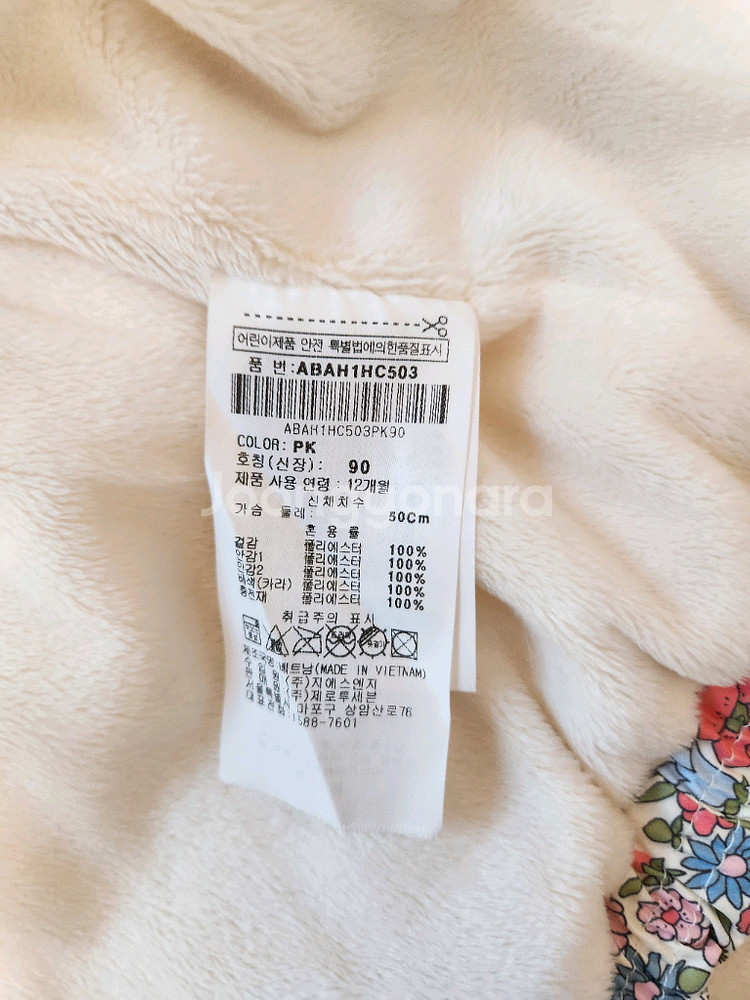 어린이제품 안전 특별법에의한품질표시
품 번:ABAH1HC503
ABAH1HC503PK90
COLOR: PK
호칭(신장): 90
제품 사용 연령 : 12개월
신체치수
가슴 둘레: 50Cm
혼 용 률
겉감 폴리에스터 100%
안감1 폴리에스터 100%
안감2 폴리에스터 100%
배색(카라) 폴리에스터 100%
충전재 폴리에스터 100%
취급주의 표시
제조국명 베트남(MADE IN VIETNAM)
(주)지에스엔지
(주)제로투세븐
마포구 상암산로76
1588-7601
Joonggonara